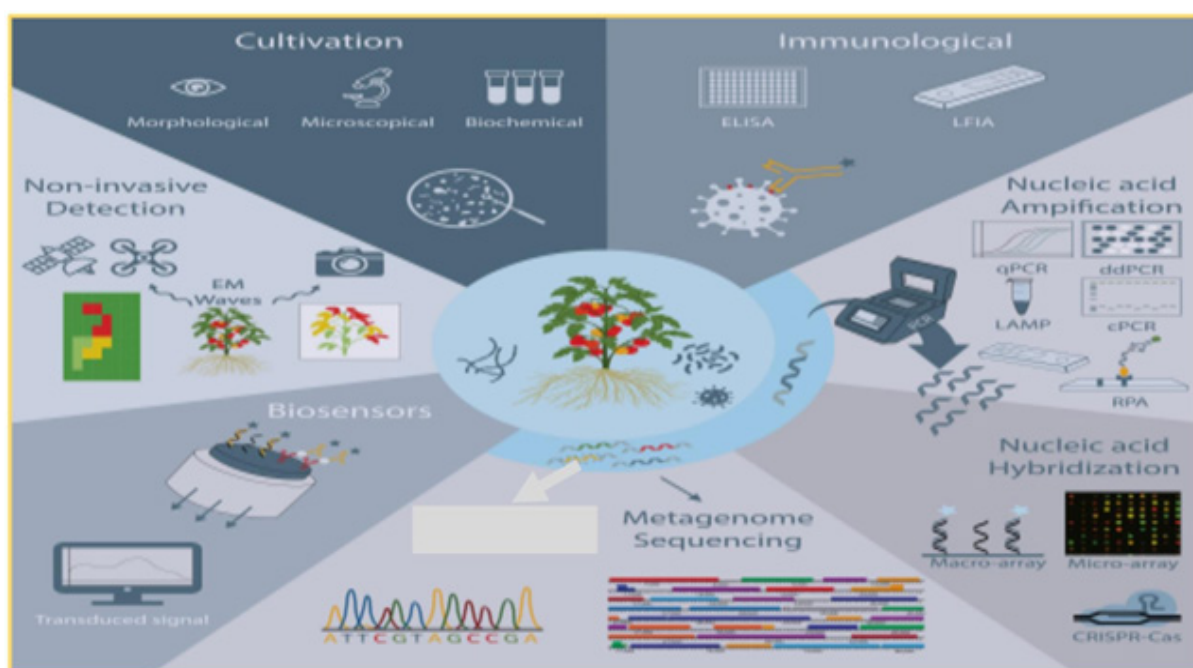 Cultivation
Morphological
Microscopical
Biochemical
Immunological
ELISA
LFIA
Non-invasive
Detection
EM
Waves
Nucleic acid
Ampification
qPCR
ddPCR
LAMP
cPCR
PCR
RPA
Biosensors
Transduced signal
Nucleic acid
Hybridization
Macro-array
Micro-array
CRISPR-Cas
Metagenome
Sequencing
ATTCGTAGCCGA